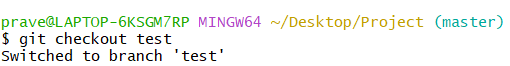 prave@LAPTOP-6KSGM7RP MINGW64 ~/Desktop/Project (master)
$ git checkout test
Switched to branch 'test'